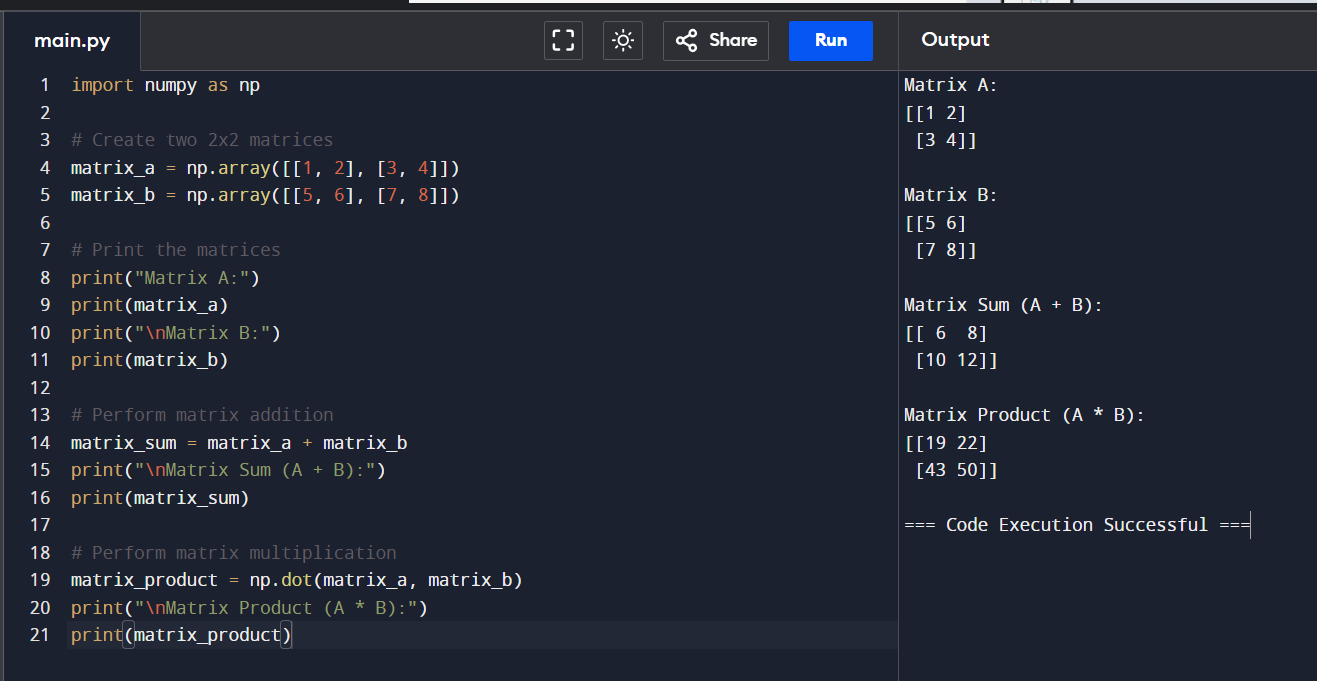 main.py
Share
Run
Output
1 import numpy as np
2
3 # Create two 2x2 matrices
4 matrix_a = np.array([[1, 2], [3, 4]])
5 matrix_b = np.array([[5, 6], [7, 8]])
6
7 # Print the matrices
8 print("Matrix A:")
9 print(matrix_a)
10 print("\nMatrix B:")
11 print(matrix_b)
12
13 # Perform matrix addition
14 matrix_sum = matrix_a + matrix_b
15 print("\nMatrix Sum (A + B):")
16 print(matrix_sum)
17
18 # Perform matrix multiplication
19 matrix_product = np.dot(matrix_a, matrix_b)
20 print("\nMatrix Product (A * B):")
21 print(matrix_product)
Matrix A:
[[1 2]
 [3 4]]
Matrix B:
[[5 6]
 [7 8]]
Matrix Sum (A + B):
[[ 6  8]
 [10 12]]
Matrix Product (A * B):
[[19 22]
 [43 50]]
=== Code Execution Successful ===